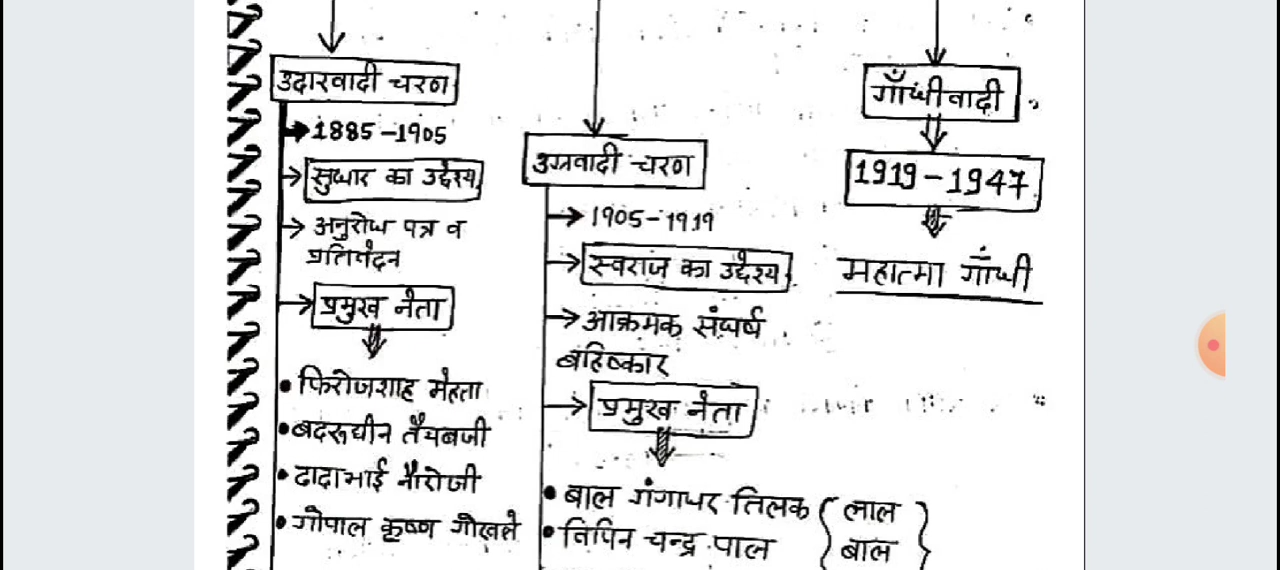 उदारवादी चरण
1885-1905
सुधार का उद्देश्य
अनुरोध पत्र व
प्रतिवेदन
प्रमुख नेता
• फिरोजशाह मेहता
• बदरूद्दीन तैयबजी
• दादाभाई नौरोजी
• गोपाल कृष्ण गोखले
उग्रवादी चरण
1905-1919
स्वराज का उद्देश्य
आक्रमक संघर्ष
बहिष्कार
प्रमुख नेता
• बाल गंगाधर तिलक { लाल }
• विपिन चन्द्र पाल { बाल }
गाँधीवादी
1919-1947
महात्मा गाँधी